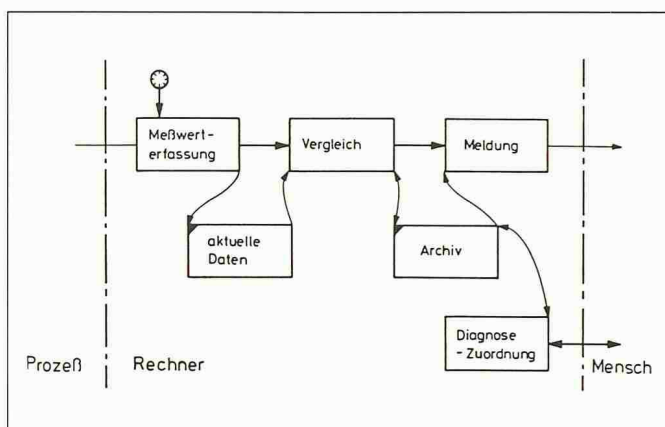 Meßwert-
erfassung
Vergleich
Meldung
aktuelle
Daten
Archiv
Diagnose
-Zuordnung
Prozeß
Rechner
Mensch